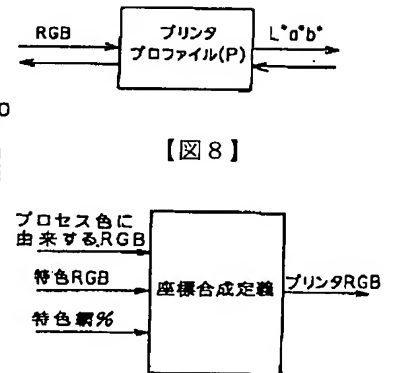 RGB
プリンタ
プロファイル(P)
L*a*b*
【図8】
プロセス色に
由来するRGB
特色RGB
特色網%
座標合成定義
プリンタRGB